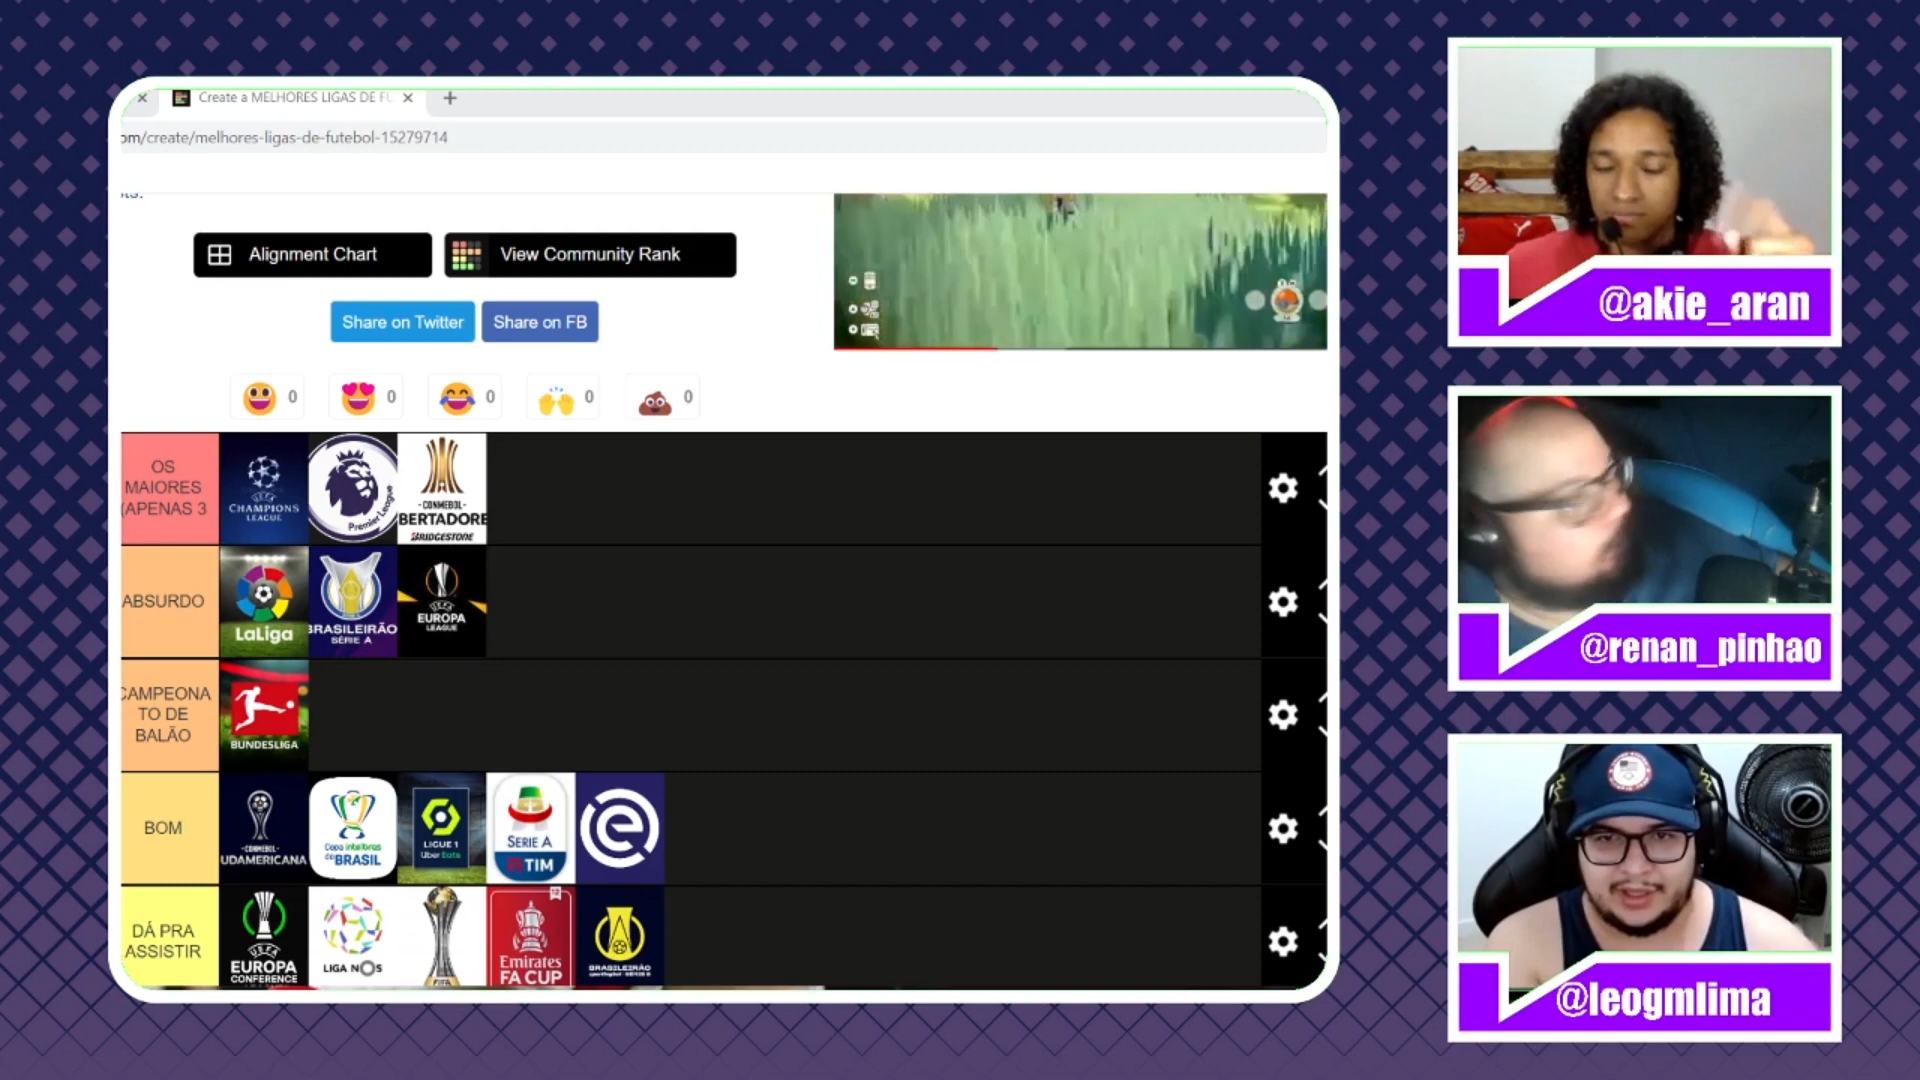 Create a MELHORES LIGAS DE FU
om/create/melhores-ligas-de-futebol-15279714
Alignment Chart
View Community Rank
Share on Twitter
Share on FB
0
0
0
0
0
OS
MAIORES
(APENAS 3
UEFA
CHAMPIONS
LEAGUE
Premier League
-CONMEBOL-
BERTADORE
BRIDGESTONE
ABSURDO
LaLiga
BRASILEIRÃO
SÉRIE A
UEFA
EUROPA
LEAGUE
CAMPEONA
TO DE
BALÃO
BUNDESLIGA
BOM
-CONMEBOL-
UDAMERICANA
Copa intelbras
do BRASIL
LIGUE 1
Uber Eats
SERIE A
TIM
e
DÁ PRA
ASSISTIR
UEFA
EUROPA
CONFERENCE
LIGA NOS
FIFA
Emirates
FA CUP
BRASILEIRÃO
@akie_aran
@renan_pinhao
@leogmlima